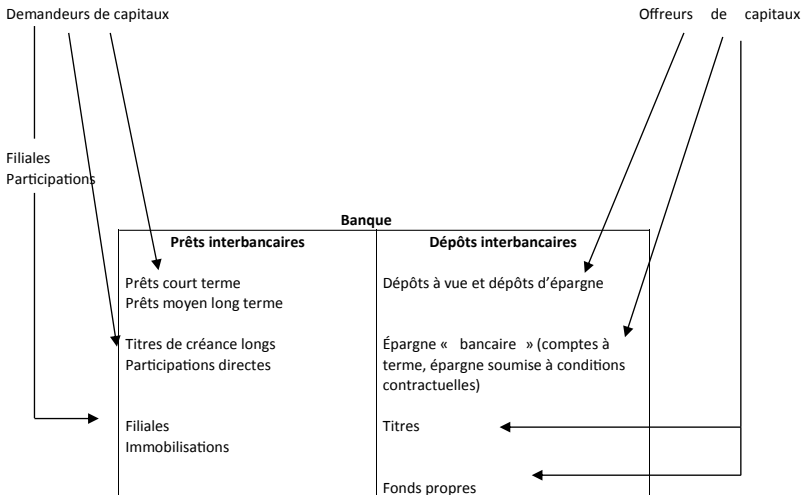 Demandeurs de capitaux
Offreurs de capitaux
Filiales
Participations
Banque
Prêts interbancaires
Dépôts interbancaires
Prêts court terme
Prêts moyen long terme
Dépôts à vue et dépôts d’épargne
Titres de créance longs
Participations directes
Épargne « bancaire » (comptes à
terme, épargne soumise à conditions
contractuelles)
Filiales
Immobilisations
Titres
Fonds propres